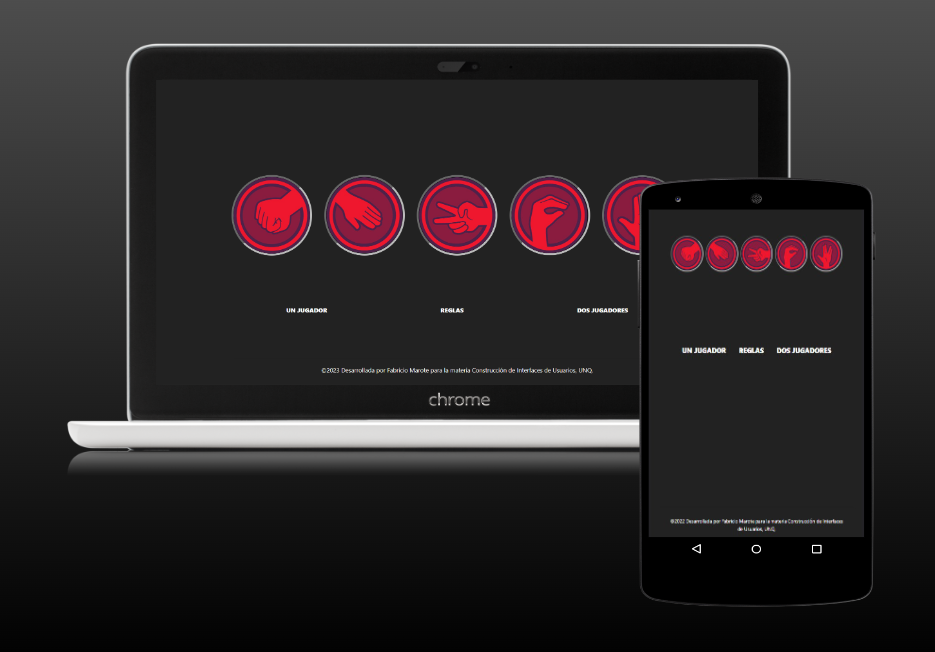 UN JUGADOR
REGLAS
DOS JUGADORES
©2023 Desarrollada por Fabricio Marote para la materia Construcción de Interfaces de Usuarios. UNQ.
chrome
UN JUGADOR
REGLAS
DOS JUGADORES
©2022 Desarrollada por Fabricio Marote para la materia Construcción de Interfaces
de Usuarios, UNQ.